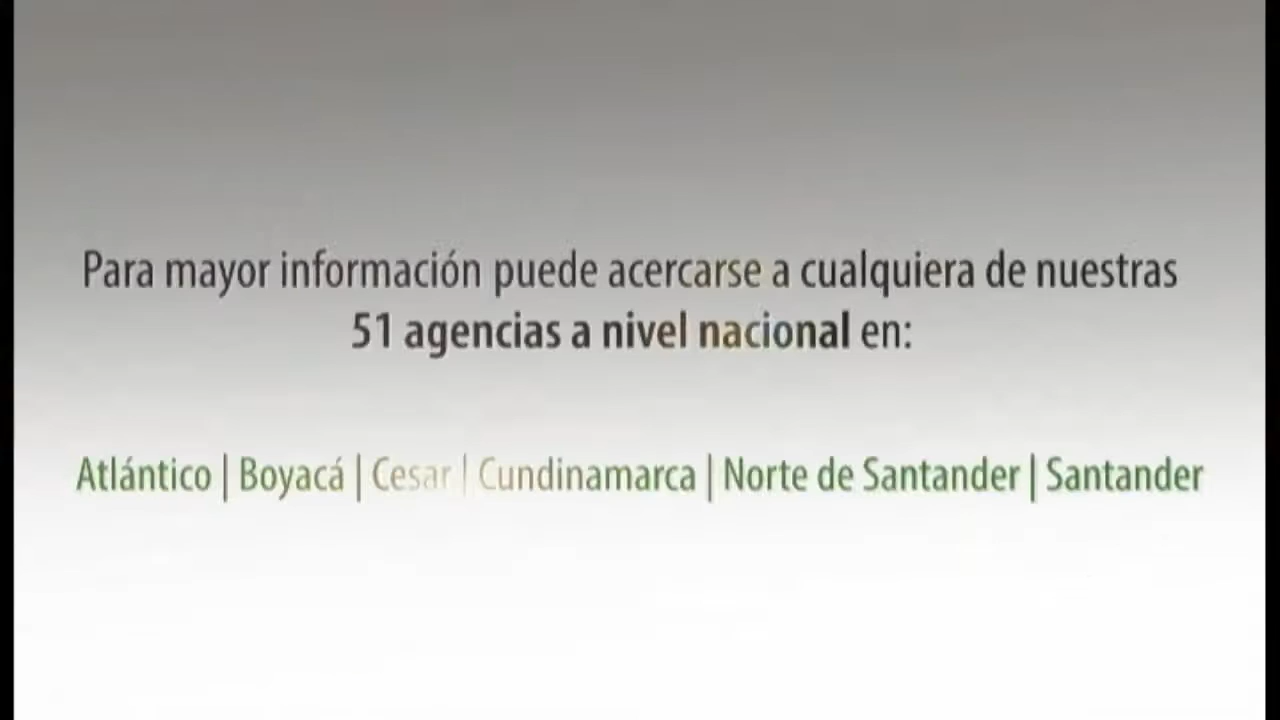 Para mayor información puede acercarse a cualquiera de nuestras
51 agencias a nivel nacional en:
Atlántico | Boyacá | Cesar | Cundinamarca | Norte de Santander | Santander